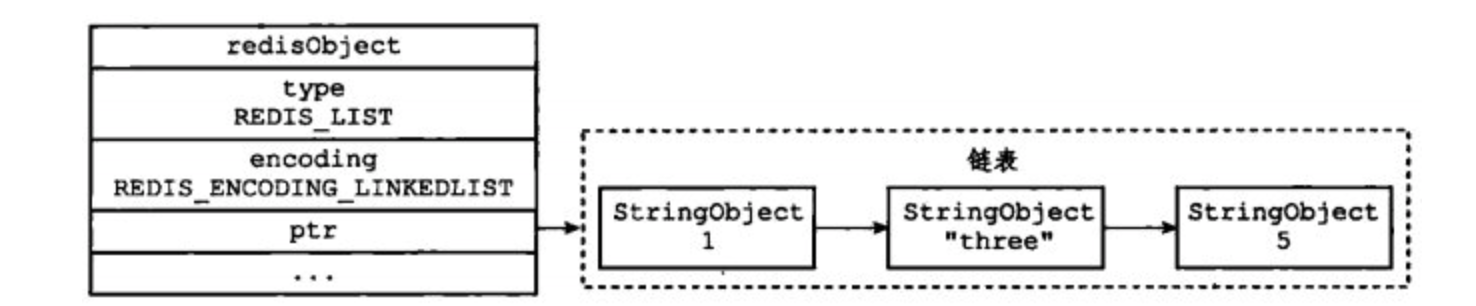 redisObject
type
REDIS_LIST
encoding
REDIS_ENCODING_LINKEDLIST
ptr
...
链表
StringObject
1
StringObject
"three"
StringObject
5